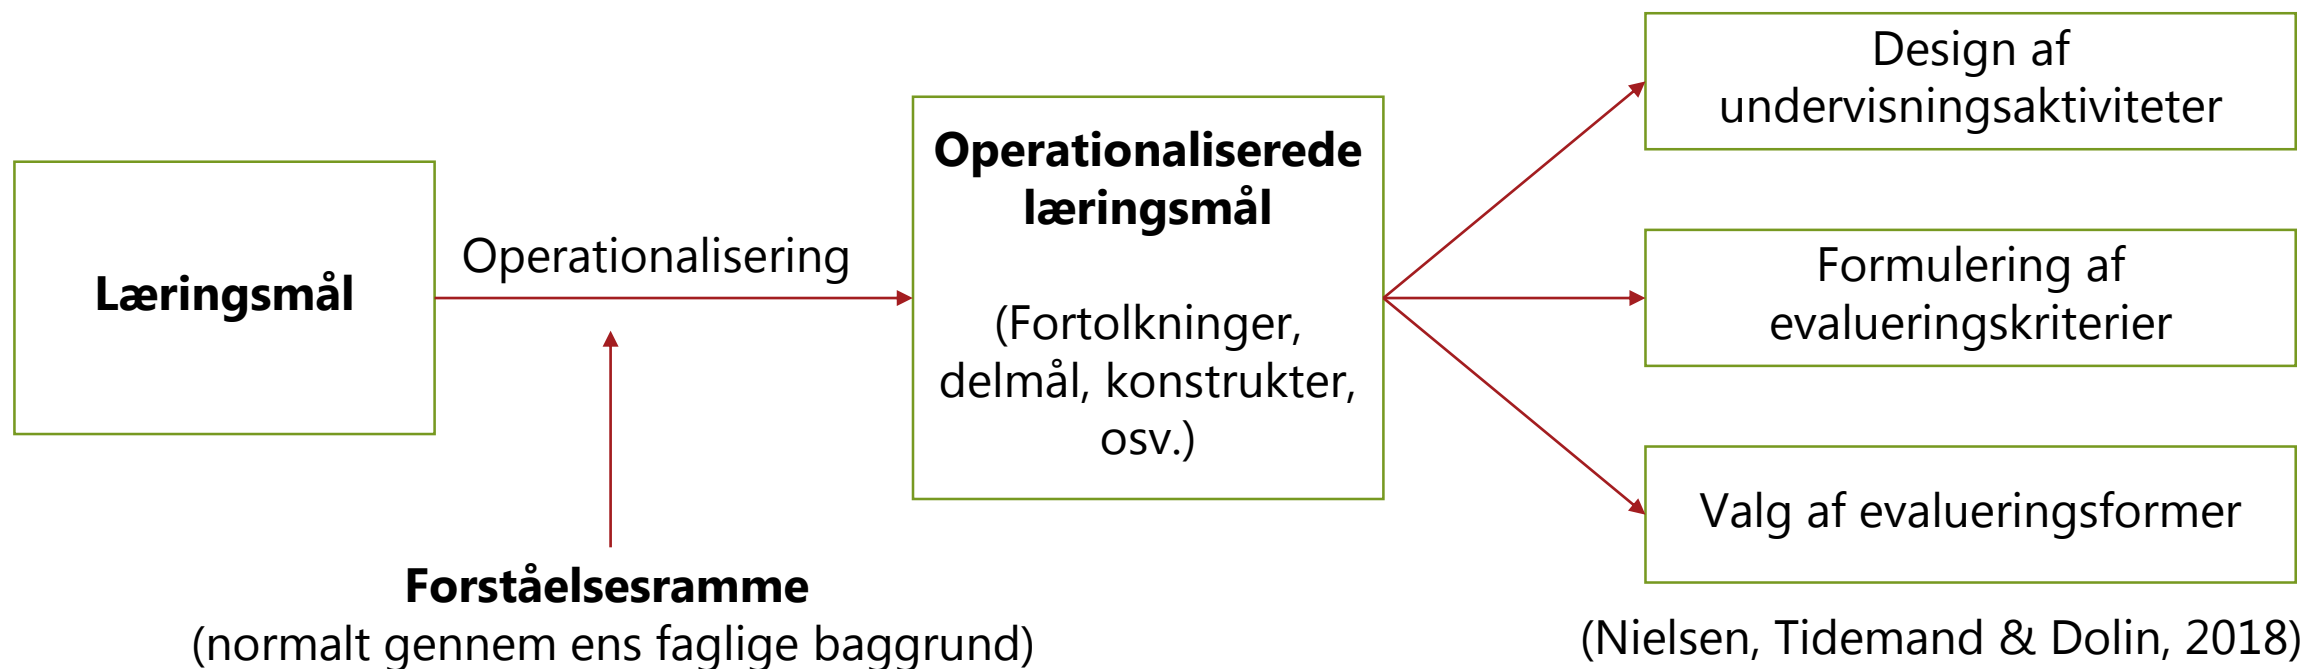 Læringsmål
Operationalisering
Forståelsesramme
(normalt gennem ens faglige baggrund)
Operationaliserede
læringsmål
(Fortolkninger,
delmål, konstrukter,
osv.)
Design af
undervisningsaktiviteter
Formulering af
evalueringskriterier
Valg af evalueringsformer
(Nielsen, Tidemand & Dolin, 2018)